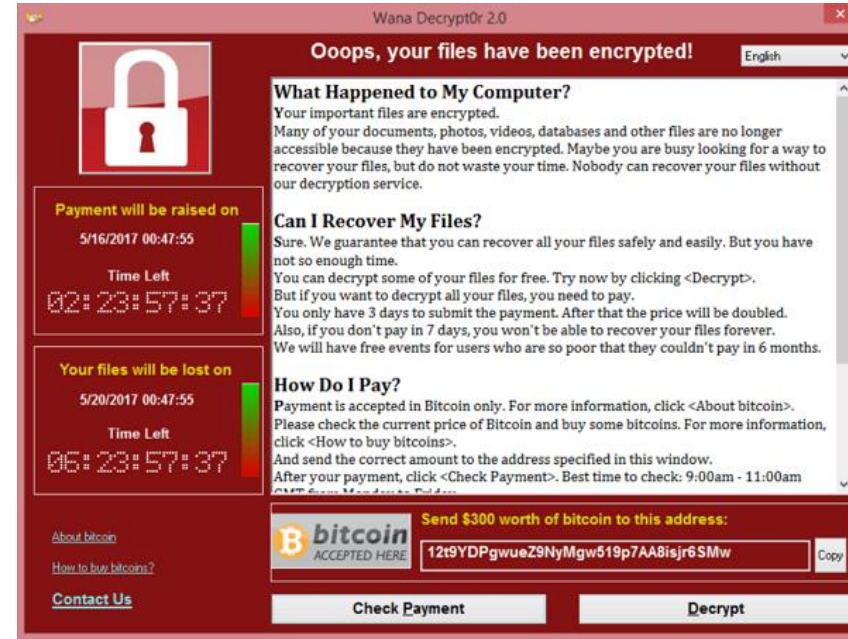 Wana Decrypt0r 2.0
Ooops, your files have been encrypted!
English
What Happened to My Computer?
Your important files are encrypted.
Many of your documents, photos, videos, databases and other files are no longer
accessible because they have been encrypted. Maybe you are busy looking for a way to
recover your files, but do not waste your time. Nobody can recover your files without
our decryption service.
Can I Recover My Files?
Sure. We guarantee that you can recover all your files safely and easily. But you have
not so enough time.
You can decrypt some of your files for free. Try now by clicking <Decrypt>.
But if you want to decrypt all your files, you need to pay.
You only have 3 days to submit the payment. After that the price will be doubled.
Also, if you don't pay in 7 days, you won't be able to recover your files forever.
We will have free events for users who are so poor that they couldn't pay in 6 months.
How Do I Pay?
Payment is accepted in Bitcoin only. For more information, click <About bitcoin>.
Please check the current price of Bitcoin and buy some bitcoins. For more information,
click <How to buy bitcoins>.
And send the correct amount to the address specified in this window.
After your payment, click <Check Payment>. Best time to check: 9:00am - 11:00am
GMT from Monday to Friday
Payment will be raised on
5/16/2017 00:47:55
Time Left
02:23:57:37
Your files will be lost on
5/20/2017 00:47:55
Time Left
06:23:57:37
About bitcoin
How to buy bitcoins?
Contact Us
bitcoin
ACCEPTED HERE
Send $300 worth of bitcoin to this address:
12t9YDPgwueZ9NyMgw519p7AA8isjr6SMw
Copy
Check Payment
Decrypt